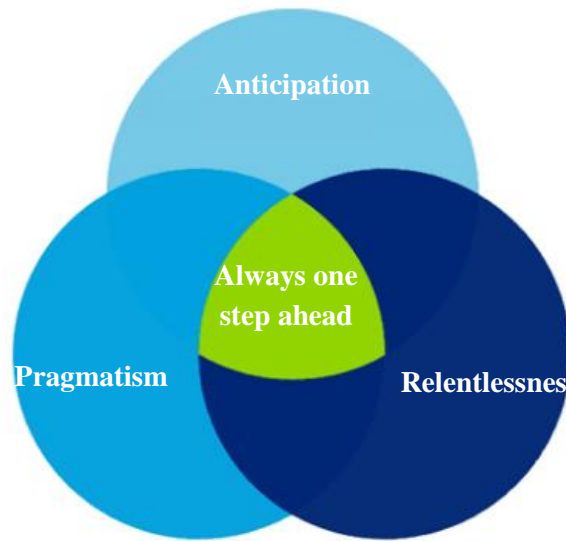 Anticipation
Always one
step ahead
Pragmatism
Relentlessnes